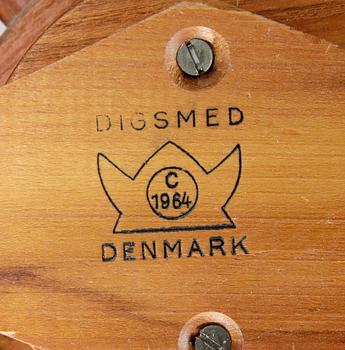 DIGSMED
C
1964
DENMARK